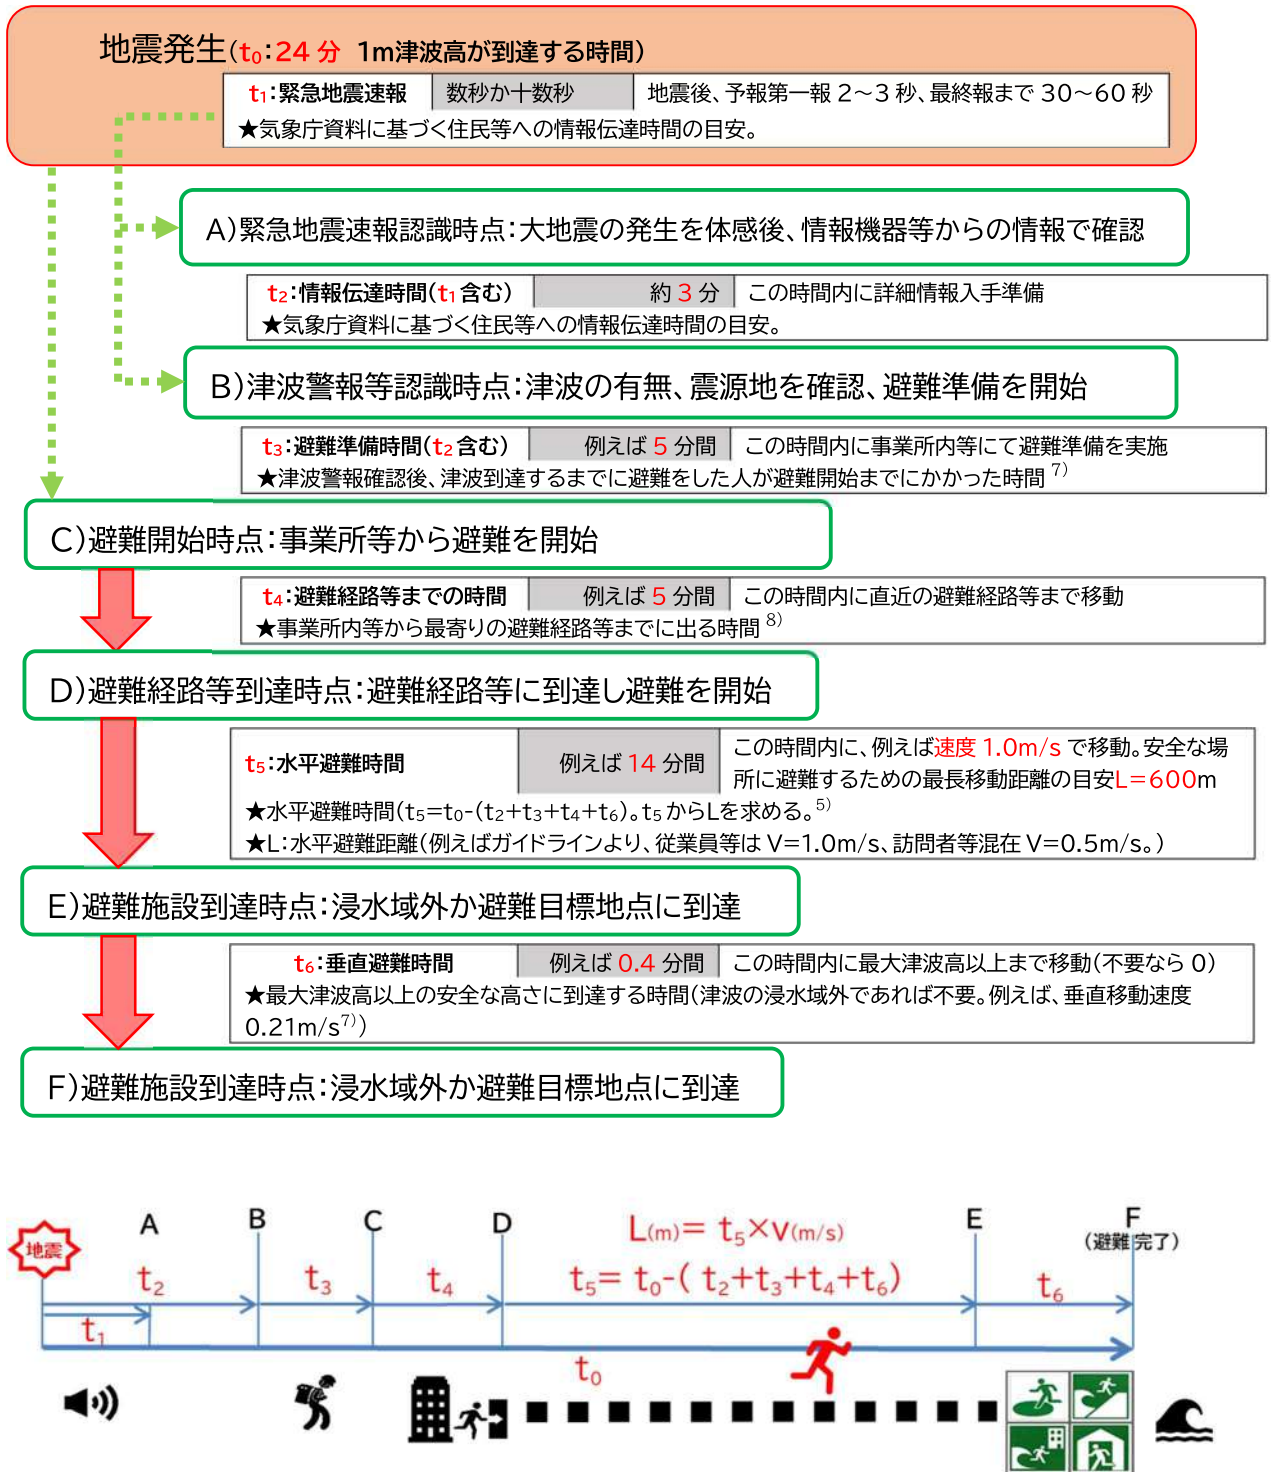 地震発生(t₀：24 分 1m津波高が到達する時間)
t₁：緊急地震速報 数秒か十数秒 地震後、予報第一報 2～3 秒、最終報まで 30～60 秒
★気象庁資料に基づく住民等への情報伝達時間の目安。
A)緊急地震速報認識時点：大地震の発生を体感後、情報機器等からの情報で確認
t₂：情報伝達時間(t₁ 含む) 約 3 分 この時間内に詳細情報入手準備
★気象庁資料に基づく住民等への情報伝達時間の目安。
B)津波警報等認識時点：津波の有無、震源地を確認、避難準備を開始
t₃：避難準備時間(t₂ 含む) 例えば 5 分間 この時間内に事業所内等にて避難準備を実施
★津波警報確認後、津波到達するまでに避難をした人が避難開始までにかかった時間 7)
C)避難開始時点：事業所等から避難を開始
t₄：避難経路等までの時間 例えば 5 分間 この時間内に直近の避難経路等まで移動
★事業所内等から最寄りの避難経路等までに出る時間 8)
D)避難経路等到達時点：避難経路等に到達し避難を開始
t₅：水平避難時間 例えば 14 分間 この時間内に、例えば速度 1.0m/s で移動。安全な場
所に避難するための最長移動距離の目安L=600m
★水平避難時間(t₅=t₀-(t₂+t₃+t₄+t₆)。t₅ からLを求める。5)
★L：水平避難距離(例えばガイドラインより、従業員等は V=1.0m/s、訪問者等混在 V=0.5m/s。)
E)避難施設到達時点：浸水域外か避難目標地点に到達
t₆：垂直避難時間 例えば 0.4 分間 この時間内に最大津波高以上まで移動(不要なら 0)
★最大津波高以上の安全な高さに到達する時間(津波の浸水域外であれば不要。例えば、垂直移動速度
0.21m/s7))
F)避難施設到達時点：浸水域外か避難目標地点に到達
地震 A B C D L(m)= t₅×v(m/s) E F
(避難完了)
t₂ t₃ t₄ t₅= t₀-( t₂+t₃+t₄+t₆) t₆
t₁
t₀